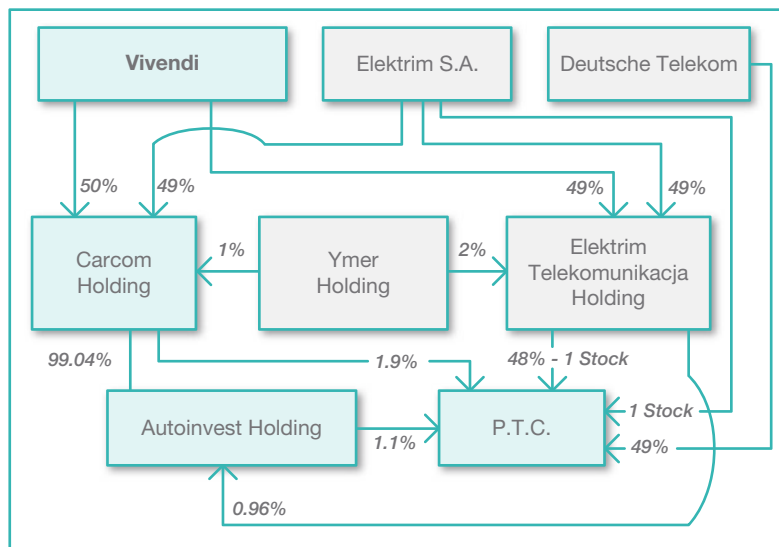 Vivendi
Elektrim S.A.
Deutsche Telekom
50%
49%
49%
49%
Carcom
Holding
1%
Ymer
Holding
2%
Elektrim
Telekomunikacja
Holding
99.04%
1.9%
48% - 1 Stock
Autoinvest Holding
1.1%
P.T.C.
1 Stock
49%
0.96%